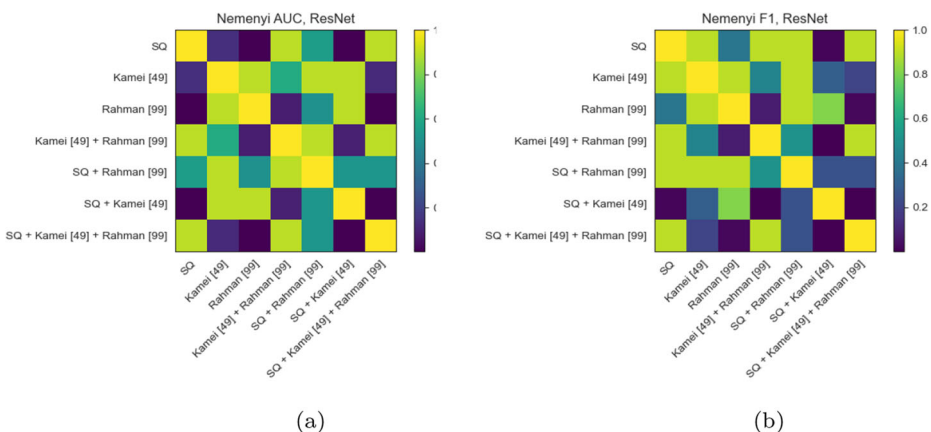 Nemenyi AUC, ResNet
SQ
Kamei [49]
Rahman [99]
Kamei [49] + Rahman [99]
SQ + Rahman [99]
SQ + Kamei [49]
SQ + Kamei [49] + Rahman [99]
SQ
Kamei [49]
Rahman [99]
Kamei [49] + Rahman [99]
SQ + Rahman [99]
SQ + Kamei [49]
SQ + Kamei [49] + Rahman [99]
(a)
Nemenyi F1, ResNet
SQ
Kamei [49]
Rahman [99]
Kamei [49] + Rahman [99]
SQ + Rahman [99]
SQ + Kamei [49]
SQ + Kamei [49] + Rahman [99]
1.0
0.8
0.6
0.4
0.2
SQ
Kamei [49]
Rahman [99]
Kamei [49] + Rahman [99]
SQ + Rahman [99]
SQ + Kamei [49]
SQ + Kamei [49] + Rahman [99]
(b)